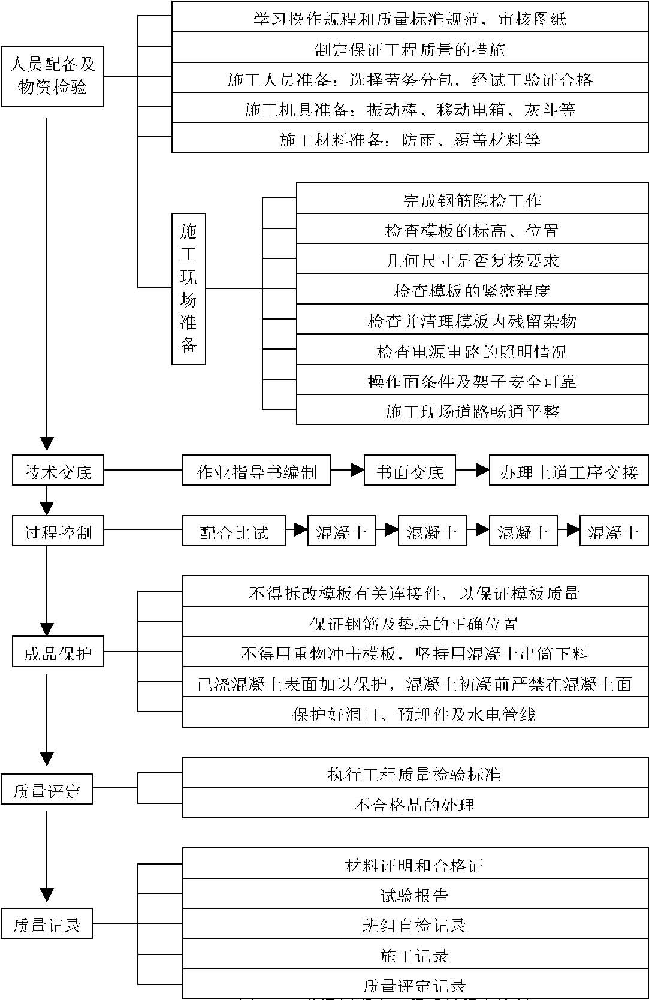 学习操作规程和质量标准规范，审核图纸
制定保证工程质量的措施
人员配备及
物资检验
施工人员准备：选择劳务分包，经试工验证合格
施工机具准备：振动棒、移动电箱、灰斗等
施工材料准备：防雨、覆盖材料等
施工现场准备
完成钢筋隐检工作
检查模板的标高、位置
几何尺寸是否复核要求
检查模板的紧密程度
检查并清理模板内残留杂物
检查电源电路的照明情况
操作面条件及架子安全可靠
施工现场道路畅通平整
技术交底
作业指导书编制
书面交底
办理上道工序交接
过程控制
配合比试
混凝土
混凝土
混凝土
混凝土
不得拆改模板有关连接件，以保证模板质量
保证钢筋及垫块的正确位置
成品保护
不得用重物冲击模板，坚持用混凝土串筒下料
已浇混凝土表面加以保护，混凝土初凝前严禁在混凝土面
保护好洞口、预埋件及水电管线
质量评定
执行工程质量检验标准
不合格品的处理
质量记录
材料证明和合格证
试验报告
班组自检记录
施工记录
质量评定记录